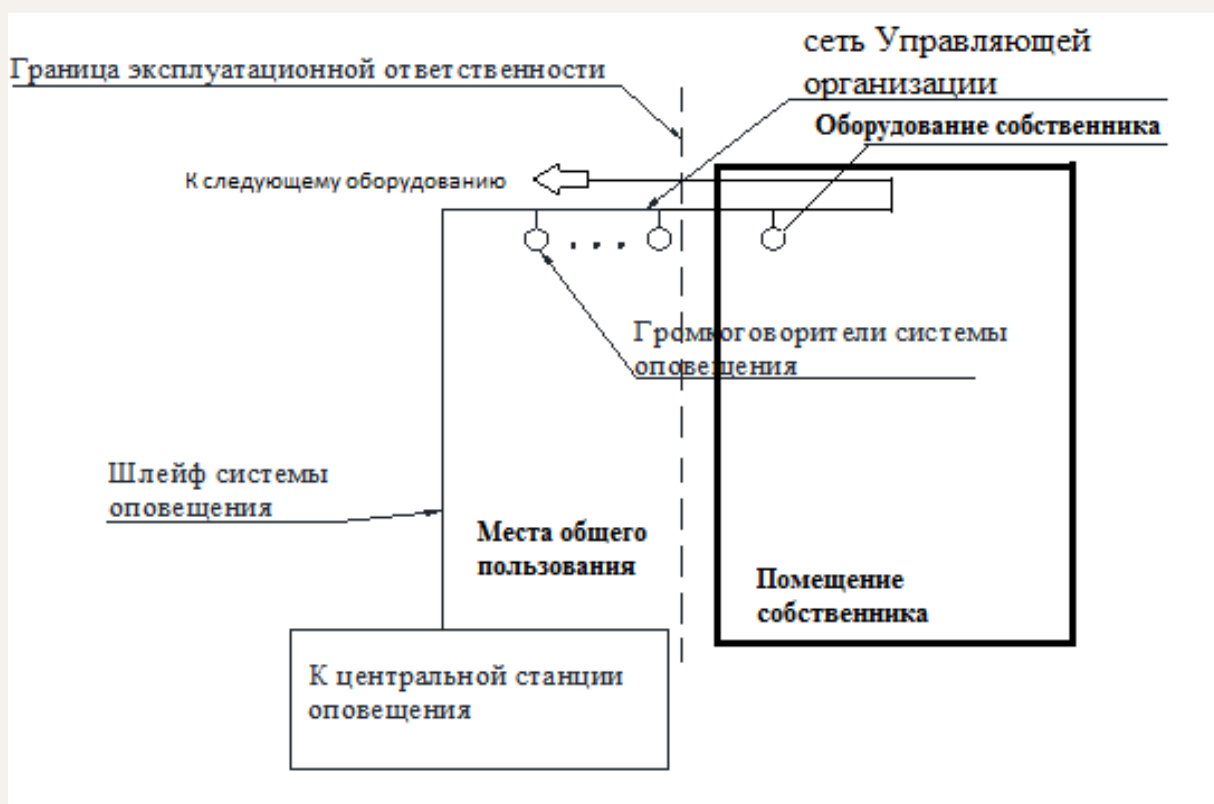 сеть Управляющей
организации
Граница эксплуатационной ответственности
Оборудование собственника
К следующему оборудованию
Громкоговорители системы
оповещения
Шлейф системы
оповещения
Места общего
пользования
Помещение
собственника
К центральной станции
оповещения